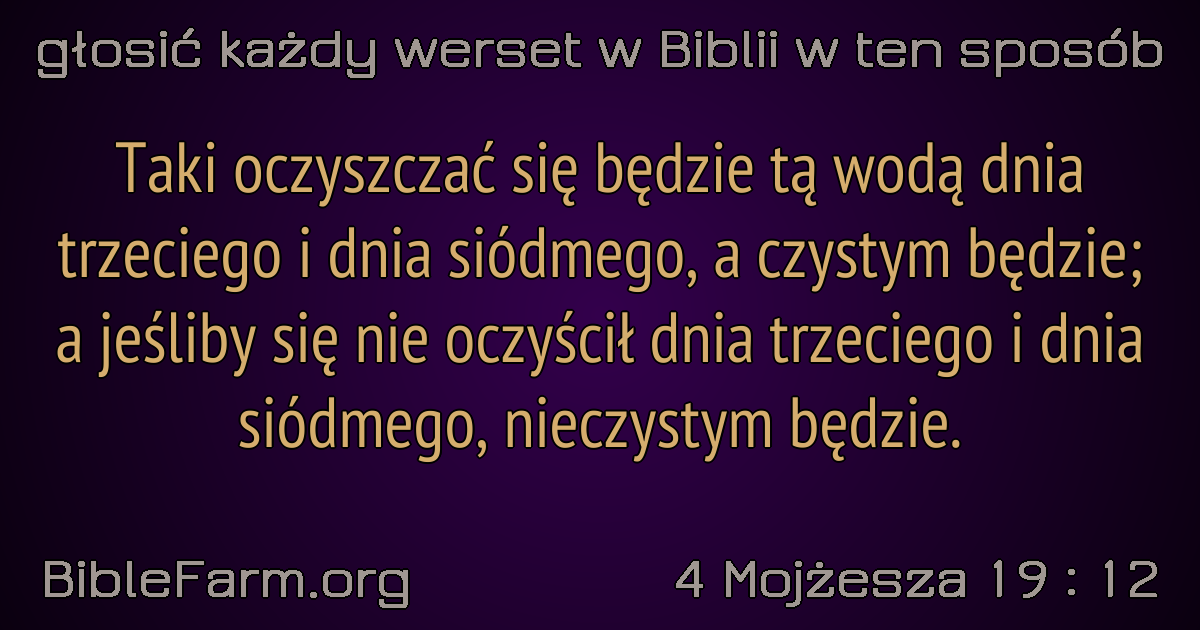 głosić każdy werset w Biblii w ten sposób
Taki oczyszczać się będzie tą wodą dnia
trzeciego i dnia siódmego, a czystym będzie;
a jeśliby się nie oczyścił dnia trzeciego i dnia
siódmego, nieczystym będzie.
BibleFarm.org
4 Mojżesza 19 : 12